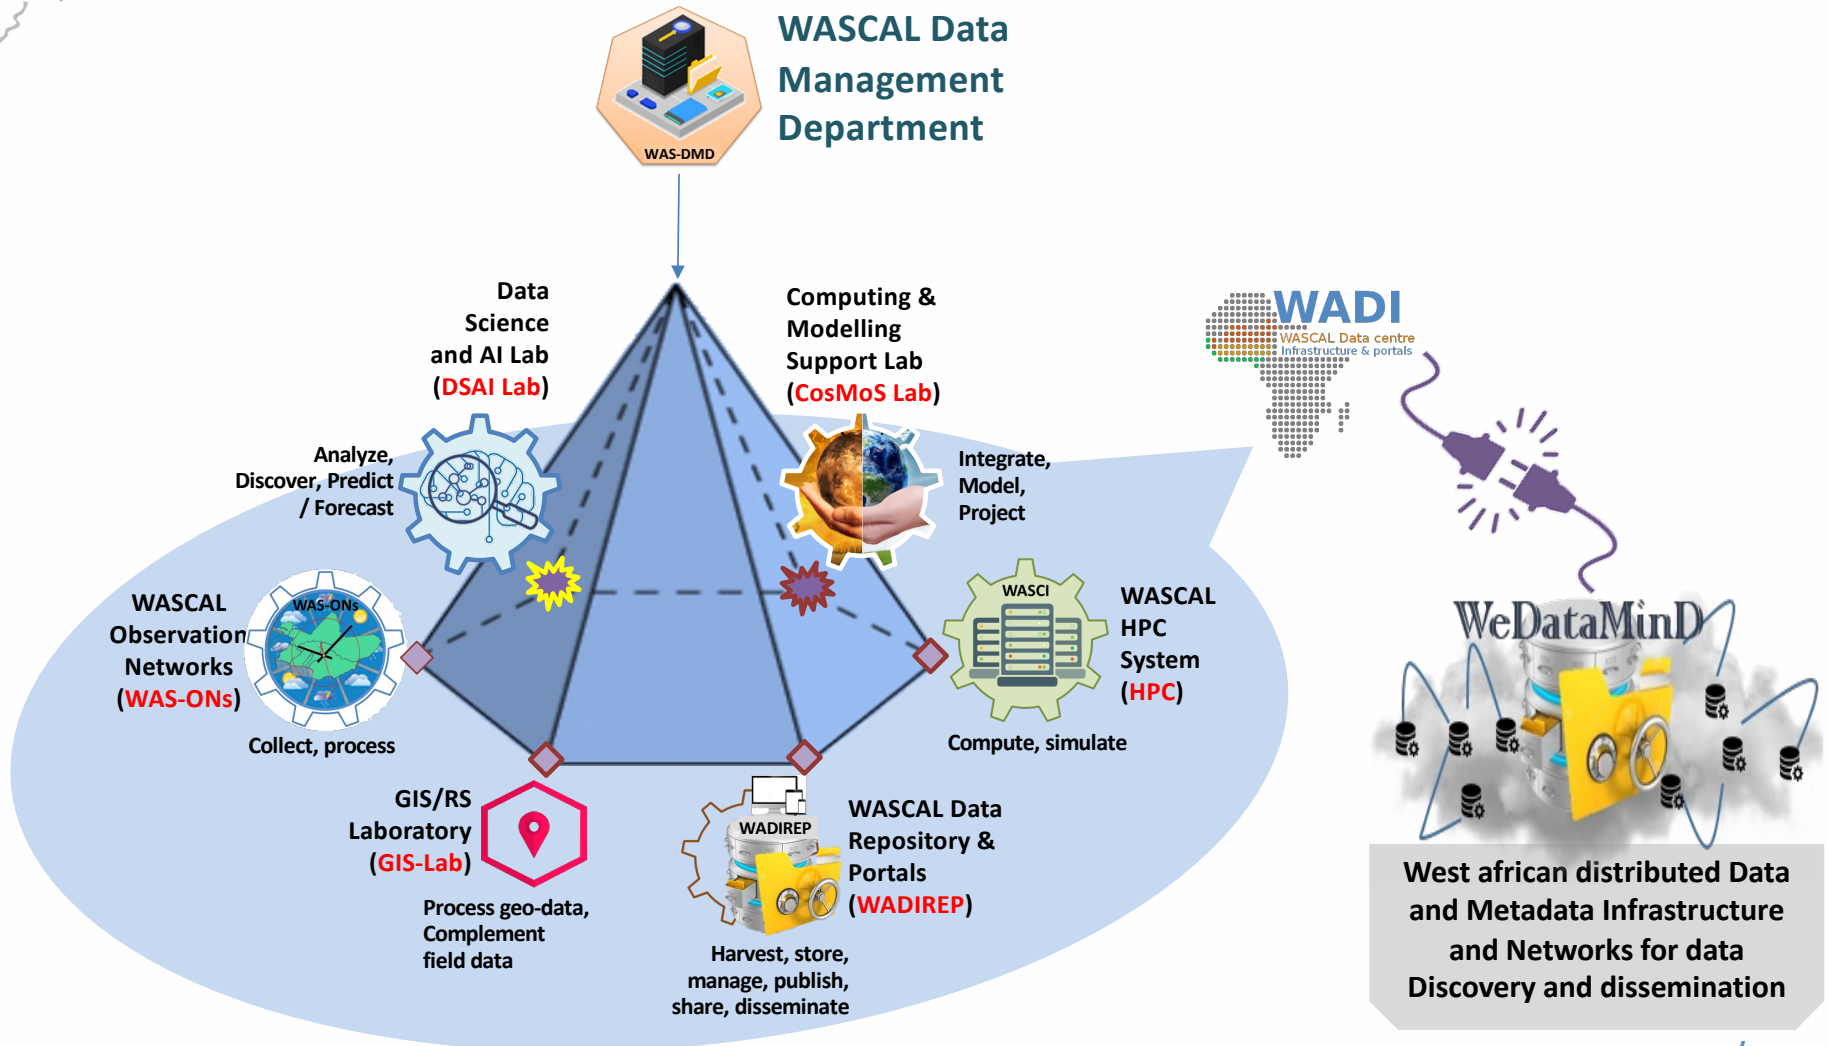 WASCAL Data
Management
Department
WAS-DMD
Data
Science
and AI Lab
(DSAI Lab)
Computing &
Modelling
Support Lab
(CosMoS Lab)
WADI
WASCAL Data centre
Infrastructure & portals
Analyze,
Discover, Predict
/ Forecast
Integrate,
Model,
Project
WASCAL
Observation
Networks
(WAS-ONs)
WAS-ONs
Collect, process
WASCI
WASCAL
HPC
System
(HPC)
Compute, simulate
WeDataMinD
GIS/RS
Laboratory
(GIS-Lab)
Process geo-data,
Complement
field data
WADIREP
WASCAL Data
Repository &
Portals
(WADIREP)
Harvest, store,
manage, publish,
share, disseminate
West african distributed Data
and Metadata Infrastructure
and Networks for data
Discovery and dissemination